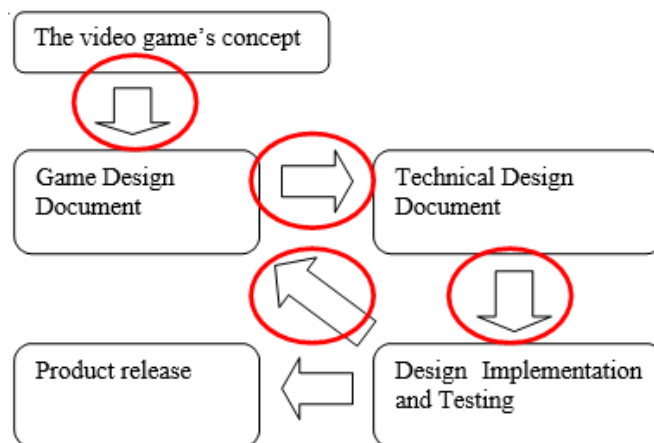 The video game's concept
Game Design
Document
Technical Design
Document
Product release
Design Implementation
and Testing